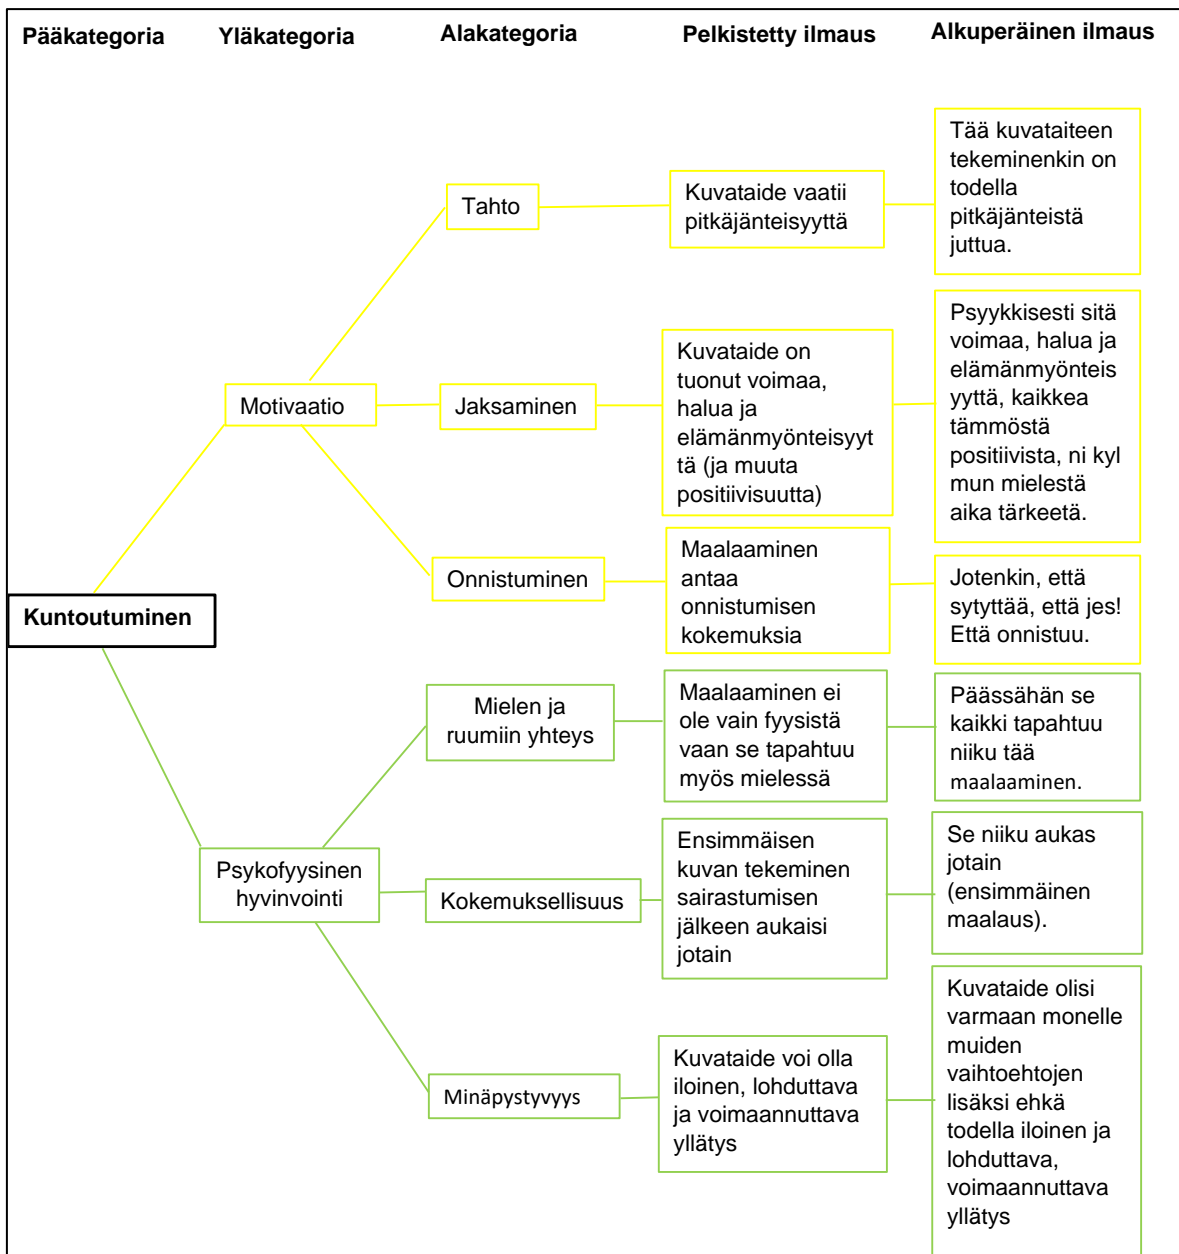 Pääkategoria Yläkategoria Alakategoria Pelkistetty ilmaus Alkuperäinen ilmaus
Tahto
Kuvataide vaatii
pitkäjänteisyyttä
Tää kuvataiteen
tekeminenkin on
todella
pitkäjänteistä
juttua.
Motivaatio
Jaksaminen
Kuvataide on
tuonut voimaa,
halua ja
elämänmyönteisyyt
tä (ja muuta
positiivisuutta)
Psyykkisesti sitä
voimaa, halua ja
elämänmyönteis
yyttä, kaikkea
tämmöstä
positiivista, ni kyl
mun mielestä
aika tärkeetä.
Onnistuminen
Maalaaminen
antaa
onnistumisen
kokemuksia
Jotenkin, että
sytyttää, että jes!
Että onnistuu.
Kuntoutuminen
Mielen ja
ruumiin yhteys
Maalaaminen ei
ole vain fyysistä
vaan se tapahtuu
myös mielessä
Päässähän se
kaikki tapahtuu
niiku tää
maalaaminen.
Psykofyysinen
hyvinvointi
Kokemuksellisuus
Ensimmäisen
kuvan tekeminen
sairastumisen
jälkeen aukaisi
jotain
Se niiku aukas
jotain
(ensimmäinen
maalaus).
Minäpystyvyys
Kuvataide voi olla
iloinen, lohduttava
ja voimaannuttava
yllätys
Kuvataide olisi
varmaan monelle
muiden
vaihtoehtojen
lisäksi ehkä
todella iloinen ja
lohduttava,
voimaannuttava
yllätys